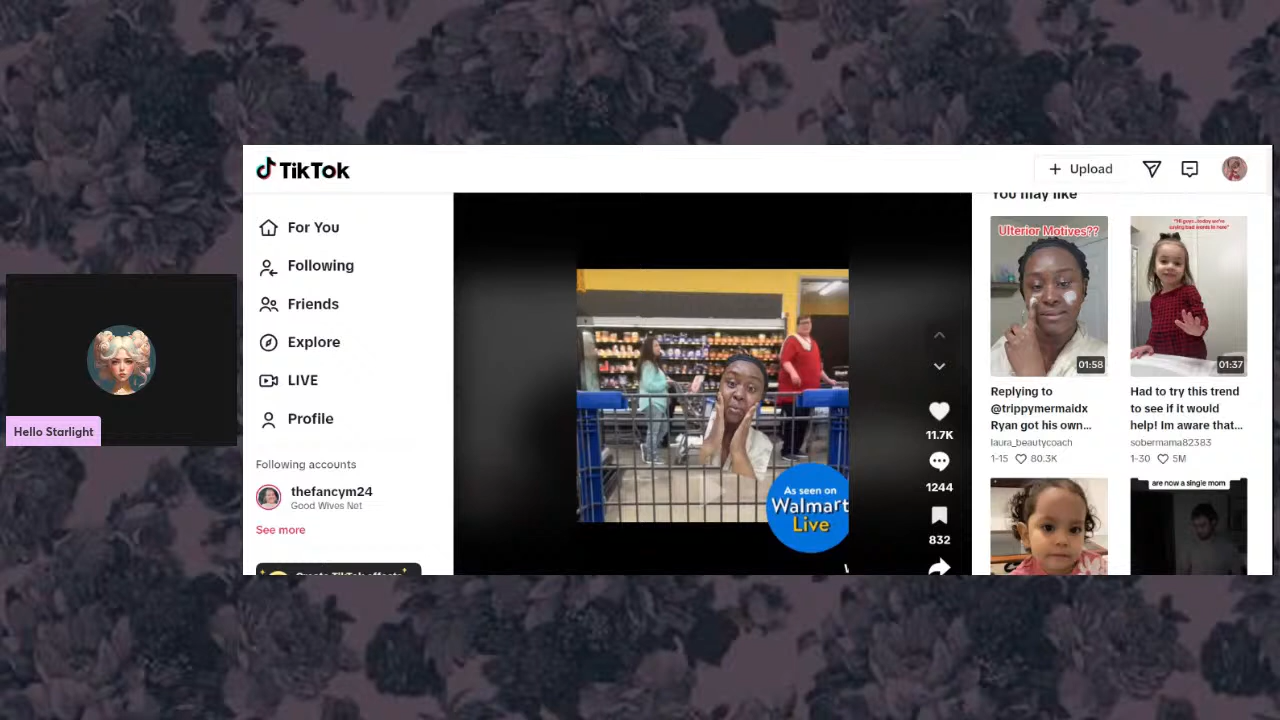 TikTok
Upload
For You
Following
Friends
Explore
LIVE
Profile
Following accounts
thefancym24
Good Wives Net
See more
Create TikTok effects
Hello Starlight
As seen on
Walmart
Live
11.7K
1244
832
You may like
Ulterior Motives??
01:58
Replying to
@trippymermaidx
Ryan got his own...
laura_beautycoach
1-15 80.3K
01:37
Had to try this trend
to see if it would
help! Im aware that...
sobermama82383
1-30 5M
are now a single mom